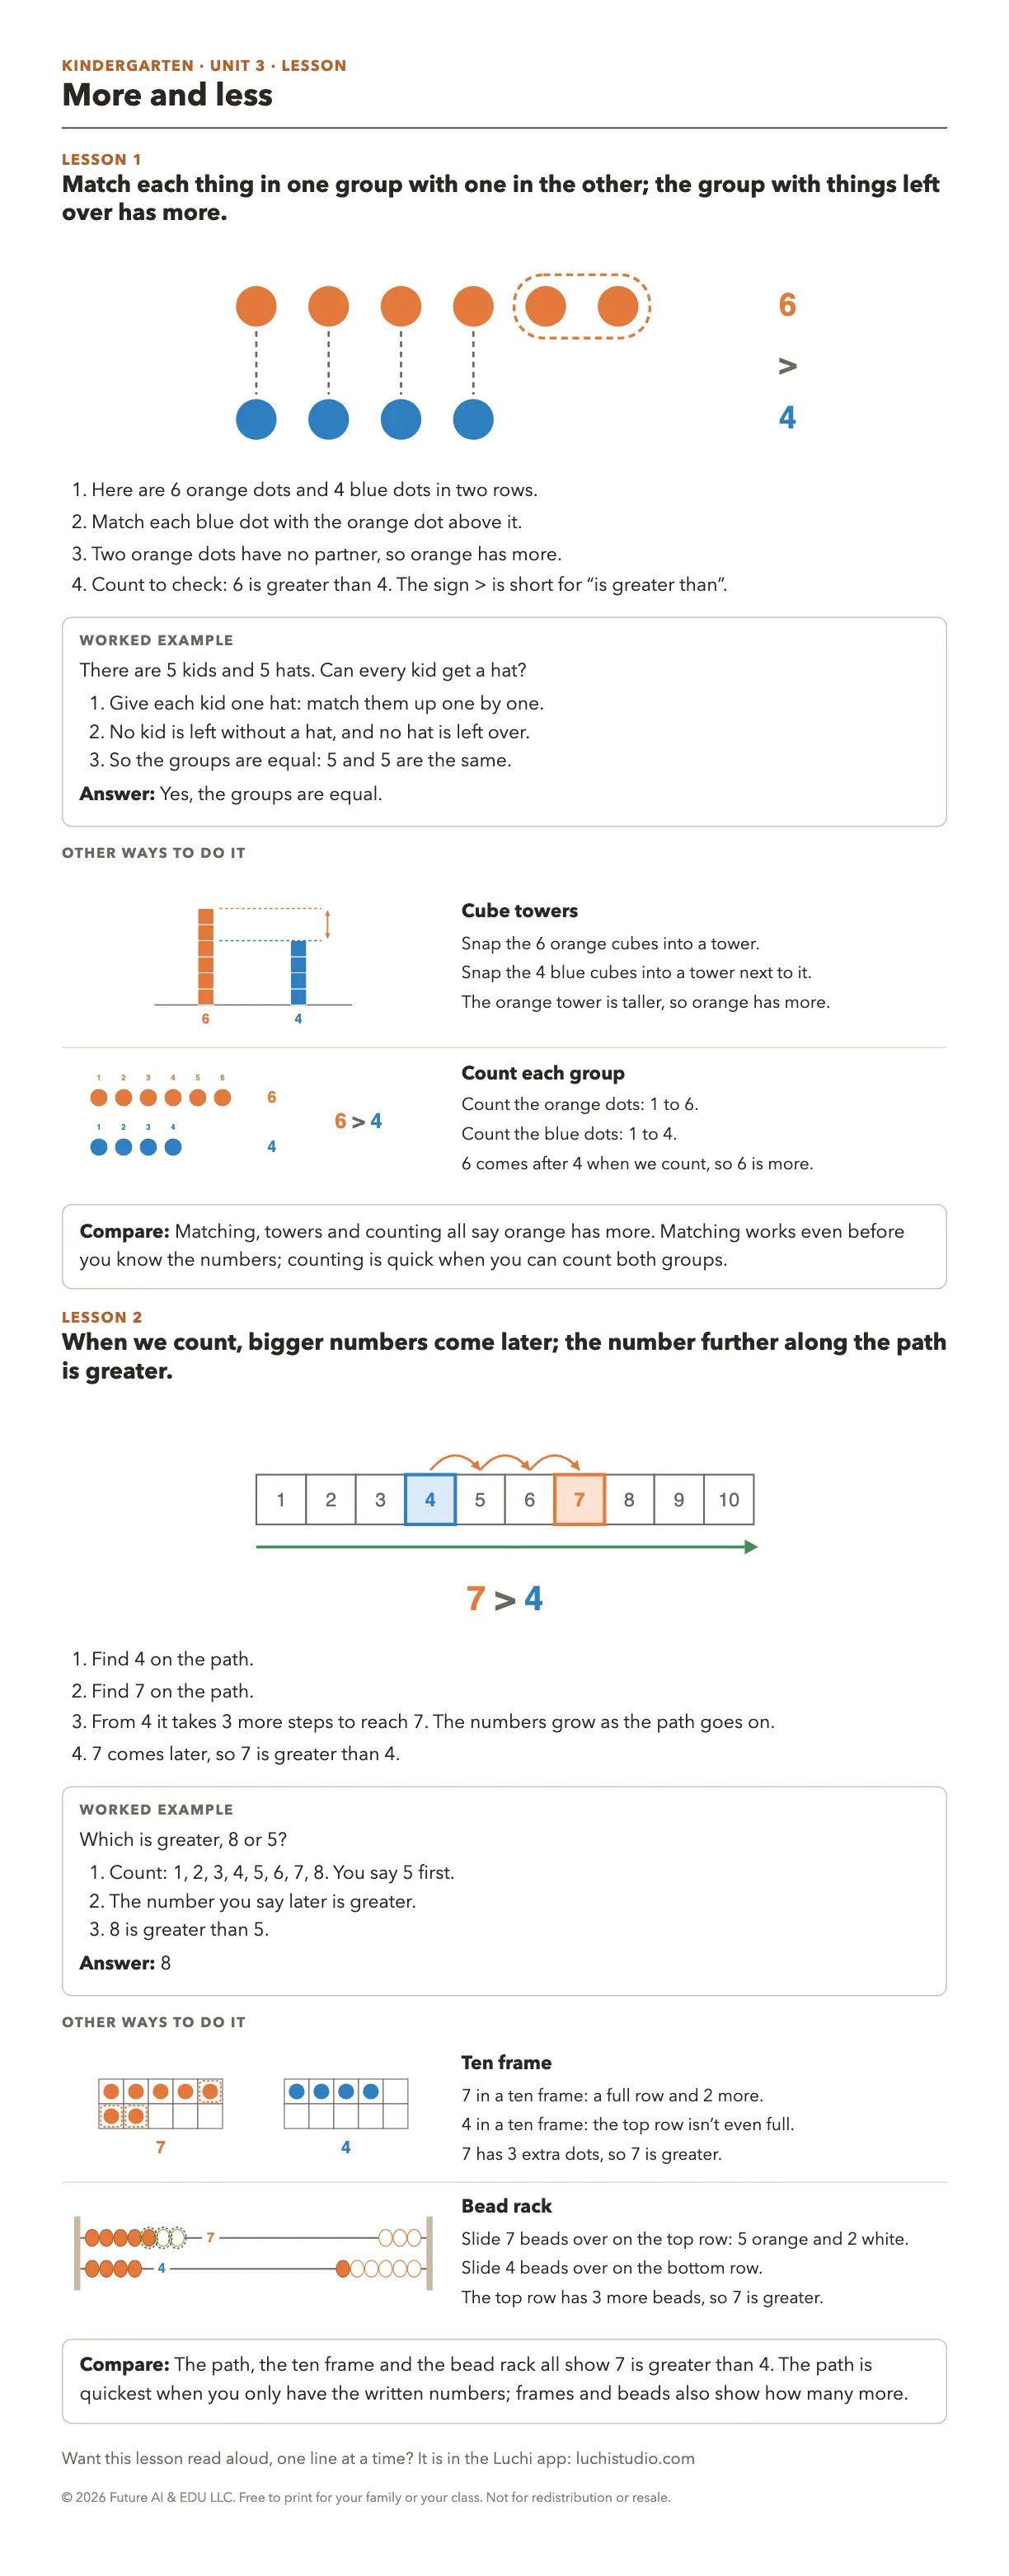 KINDERGARTEN · UNIT 3 · LESSON
More and less
LESSON 1
Match each thing in one group with one in the other; the group with things left
over has more.
6
>
4
1. Here are 6 orange dots and 4 blue dots in two rows.
2. Match each blue dot with the orange dot above it.
3. Two orange dots have no partner, so orange has more.
4. Count to check: 6 is greater than 4. The sign > is short for “is greater than”.
WORKED EXAMPLE
There are 5 kids and 5 hats. Can every kid get a hat?
1. Give each kid one hat: match them up one by one.
2. No kid is left without a hat, and no hat is left over.
3. So the groups are equal: 5 and 5 are the same.
Answer: Yes, the groups are equal.
OTHER WAYS TO DO IT
6 4
Cube towers
Snap the 6 orange cubes into a tower.
Snap the 4 blue cubes into a tower next to it.
The orange tower is taller, so orange has more.
1 2 3 4 5 6
6
1 2 3 4
4
6 > 4
Count each group
Count the orange dots: 1 to 6.
Count the blue dots: 1 to 4.
6 comes after 4 when we count, so 6 is more.
Compare: Matching, towers and counting all say orange has more. Matching works even before
you know the numbers; counting is quick when you can count both groups.
LESSON 2
When we count, bigger numbers come later; the number further along the path
is greater.
1 2 3 4 5 6 7 8 9 10
7 > 4
1. Find 4 on the path.
2. Find 7 on the path.
3. From 4 it takes 3 more steps to reach 7. The numbers grow as the path goes on.
4. 7 comes later, so 7 is greater than 4.
WORKED EXAMPLE
Which is greater, 8 or 5?
1. Count: 1, 2, 3, 4, 5, 6, 7, 8. You say 5 first.
2. The number you say later is greater.
3. 8 is greater than 5.
Answer: 8
OTHER WAYS TO DO IT
7 4
Ten frame
7 in a ten frame: a full row and 2 more.
4 in a ten frame: the top row isn’t even full.
7 has 3 extra dots, so 7 is greater.
7
4
Bead rack
Slide 7 beads over on the top row: 5 orange and 2 white.
Slide 4 beads over on the bottom row.
The top row has 3 more beads, so 7 is greater.
Compare: The path, the ten frame and the bead rack all show 7 is greater than 4. The path is
quickest when you only have the written numbers; frames and beads also show how many more.
Want this lesson read aloud, one line at a time? It is in the Luchi app: luchistudio.com
© 2026 Future AI & EDU LLC. Free to print for your family or your class. Not for redistribution or resale.